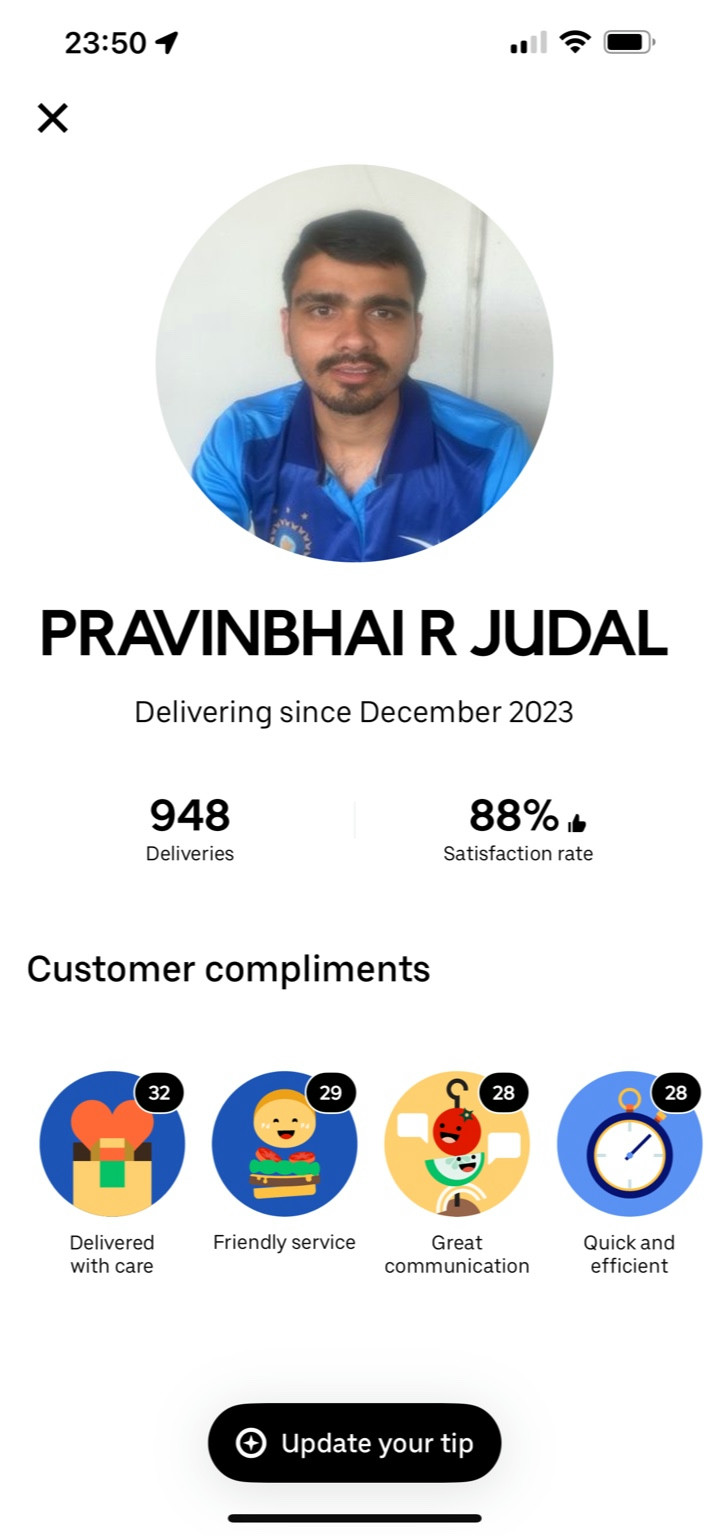 23:50
PRAVINBHAI R JUDAL
Delivering since December 2023
948
Deliveries
88%
Satisfaction rate
Customer compliments
32
29
28
28
Delivered
with care
Friendly service
Great
communication
Quick and
efficient
Update your tip